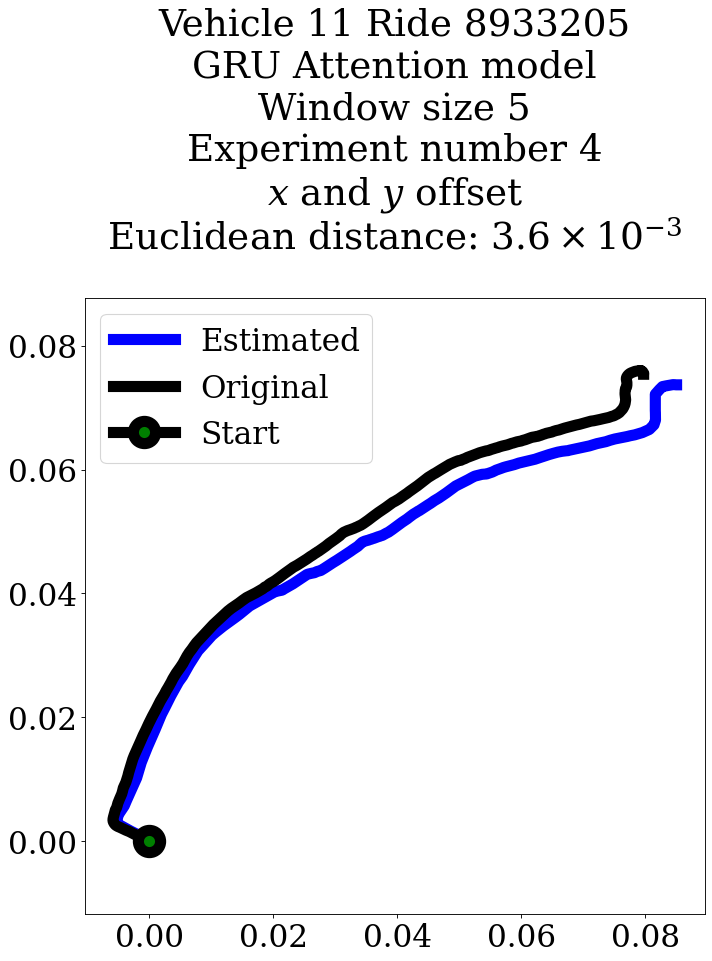 Vehicle 11 Ride 8933205
GRU Attention model
Window size 5
Experiment number 4
x and y offset
Euclidean distance: 3.6 × 10⁻³
Estimated
Original
Start
0.08
0.06
0.04
0.02
0.00
0.00 0.02 0.04 0.06 0.08